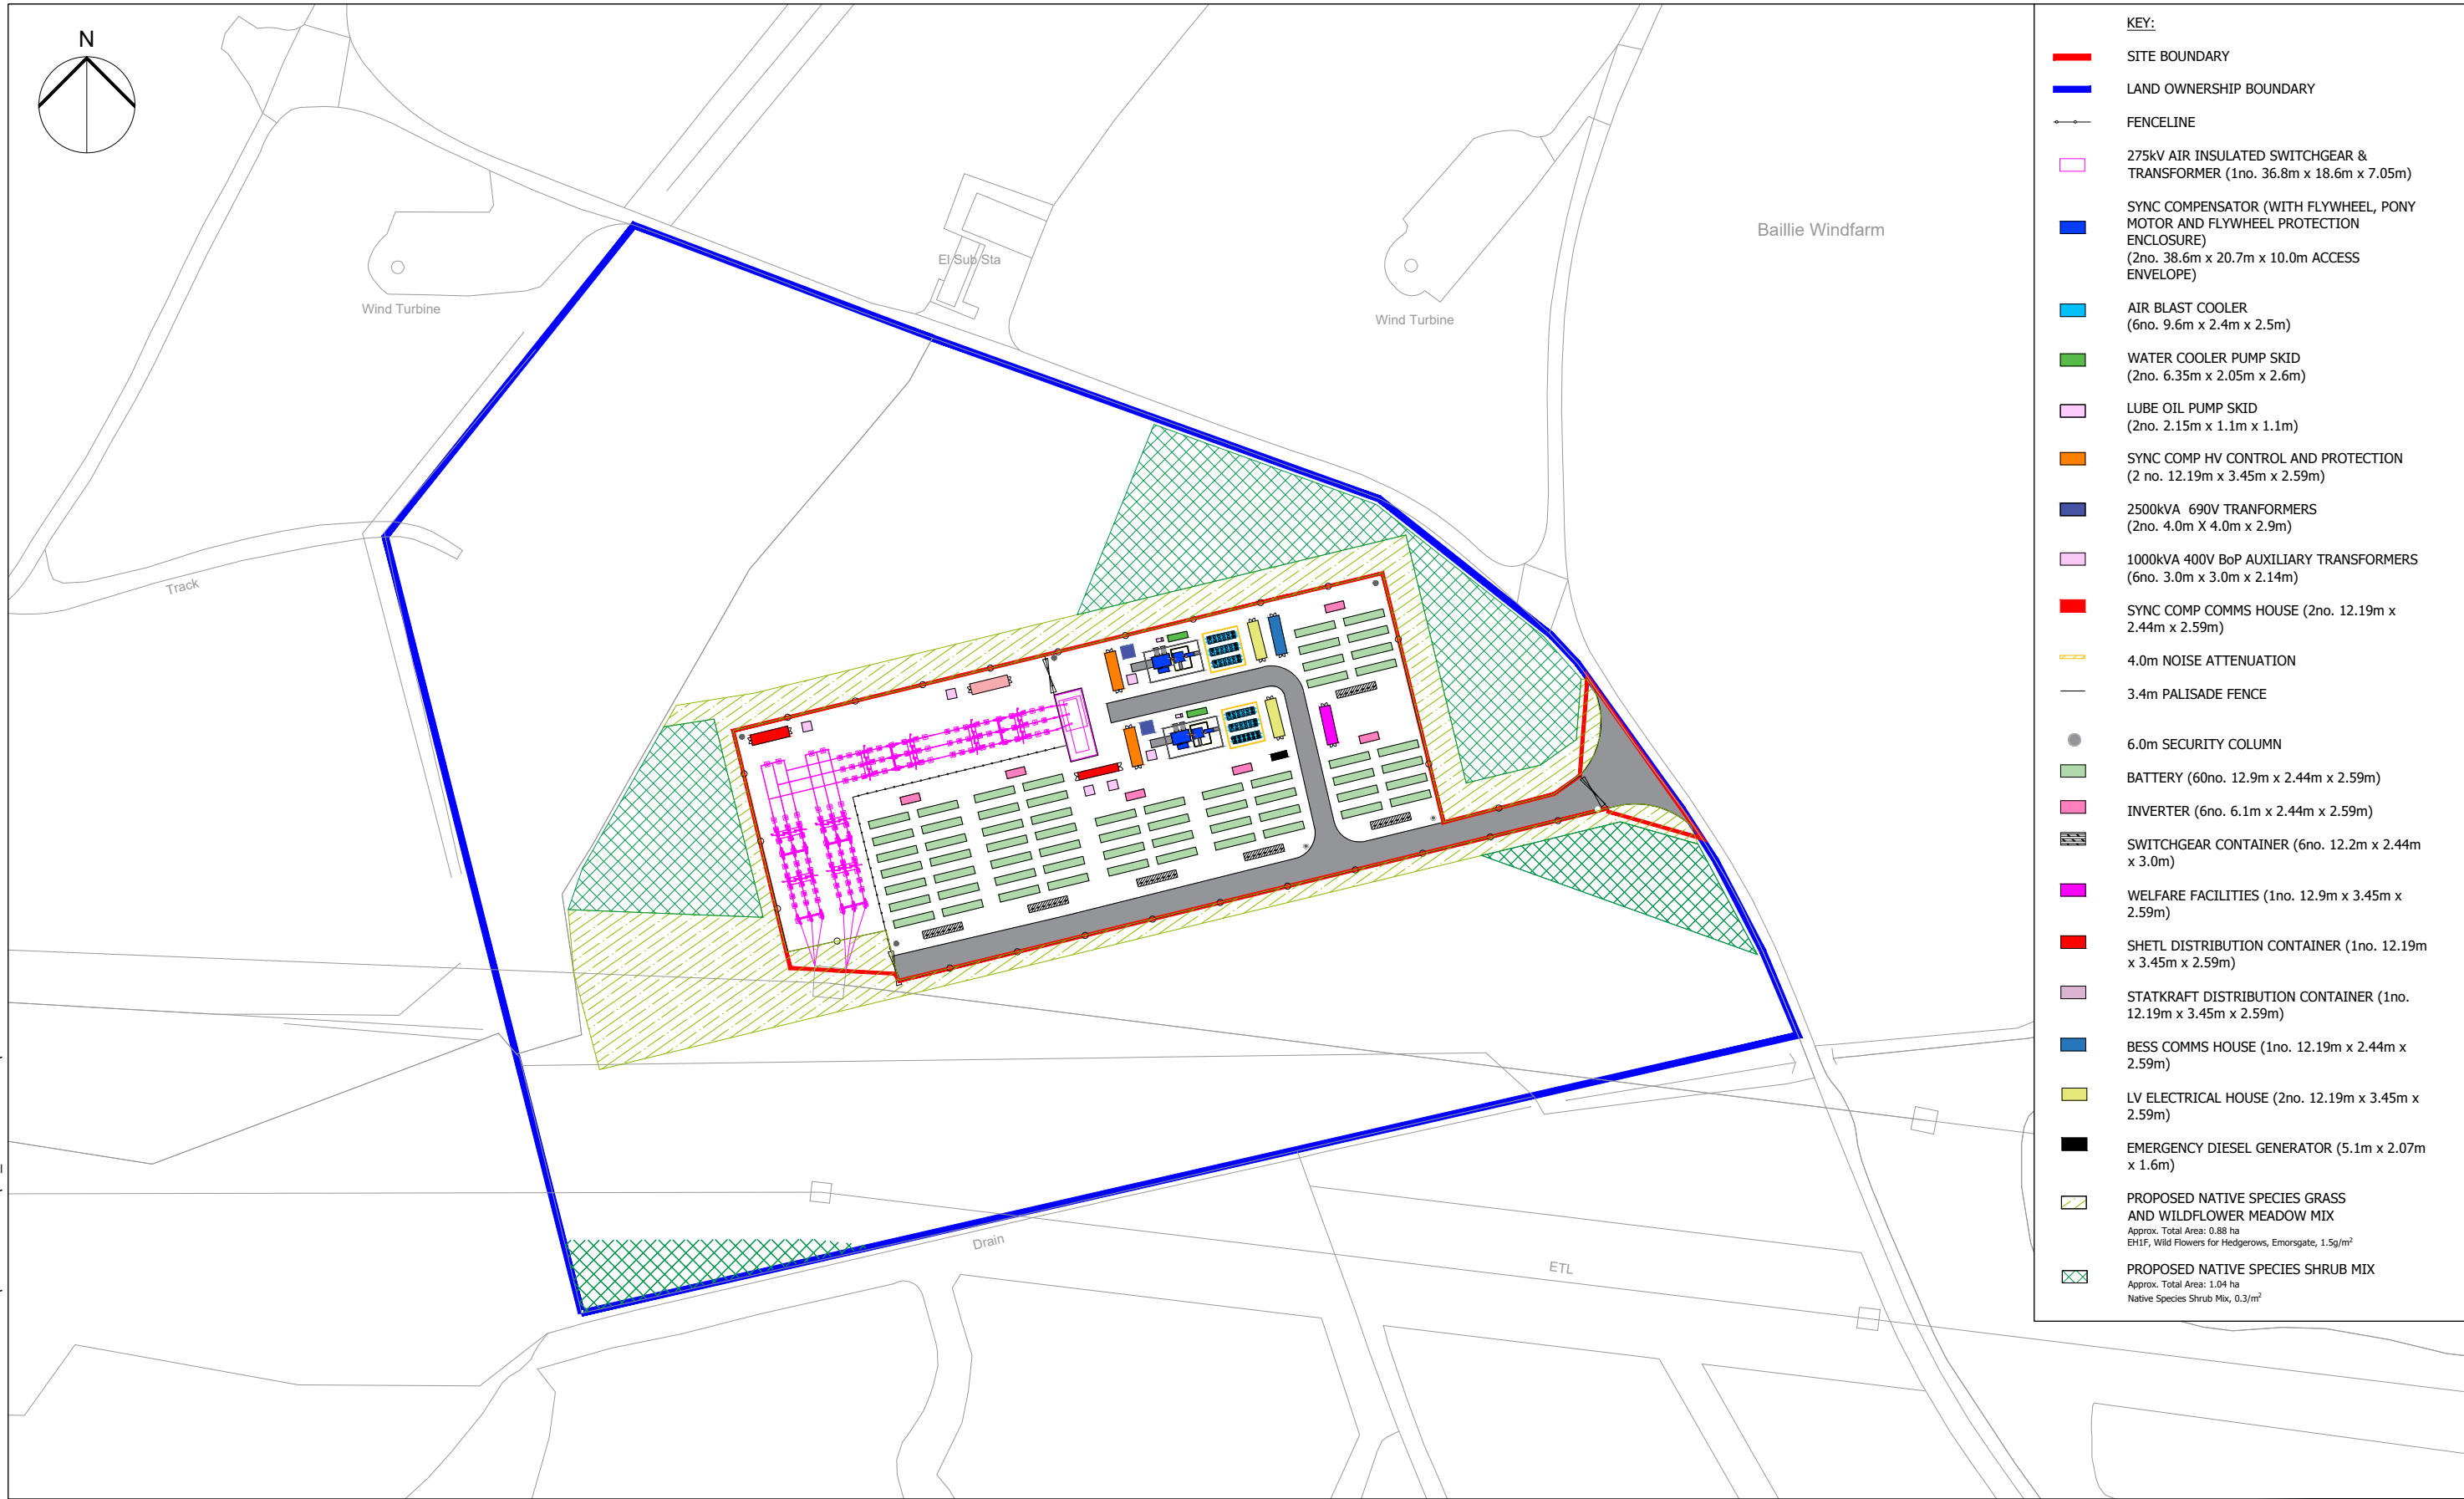 N
El Sub Sta
Wind Turbine
Wind Turbine
Baillie Windfarm
Track
Drain
ETL
KEY:
SITE BOUNDARY
LAND OWNERSHIP BOUNDARY
FENCELINE
275kV AIR INSULATED SWITCHGEAR &
TRANSFORMER (1no. 36.8m x 18.6m x 7.05m)
SYNC COMPENSATOR (WITH FLYWHEEL, PONY
MOTOR AND FLYWHEEL PROTECTION
ENCLOSURE)
(2no. 38.6m x 20.7m x 10.0m ACCESS
ENVELOPE)
AIR BLAST COOLER
(6no. 9.6m x 2.4m x 2.5m)
WATER COOLER PUMP SKID
(2no. 6.35m x 2.05m x 2.6m)
LUBE OIL PUMP SKID
(2no. 2.15m x 1.1m x 1.1m)
SYNC COMP HV CONTROL AND PROTECTION
(2 no. 12.19m x 3.45m x 2.59m)
2500kVA 690V TRANFORMERS
(2no. 4.0m X 4.0m x 2.9m)
1000kVA 400V BoP AUXILIARY TRANSFORMERS
(6no. 3.0m x 3.0m x 2.14m)
SYNC COMP COMMS HOUSE (2no. 12.19m x
2.44m x 2.59m)
4.0m NOISE ATTENUATION
3.4m PALISADE FENCE
6.0m SECURITY COLUMN
BATTERY (60no. 12.9m x 2.44m x 2.59m)
INVERTER (6no. 6.1m x 2.44m x 2.59m)
SWITCHGEAR CONTAINER (6no. 12.2m x 2.44m
x 3.0m)
WELFARE FACILITIES (1no. 12.9m x 3.45m x
2.59m)
SHETL DISTRIBUTION CONTAINER (1no. 12.19m
x 3.45m x 2.59m)
STATKRAFT DISTRIBUTION CONTAINER (1no.
12.19m x 3.45m x 2.59m)
BESS COMMS HOUSE (1no. 12.19m x 2.44m x
2.59m)
LV ELECTRICAL HOUSE (2no. 12.19m x 3.45m x
2.59m)
EMERGENCY DIESEL GENERATOR (5.1m x 2.07m
x 1.6m)
PROPOSED NATIVE SPECIES GRASS
AND WILDFLOWER MEADOW MIX
Approx. Total Area: 0.88 ha
EH1F, Wild Flowers for Hedgerows, Emorsgate, 1.5g/m²
PROPOSED NATIVE SPECIES SHRUB MIX
Approx. Total Area: 1.04 ha
Native Species Shrub Mix, 0.3/m²